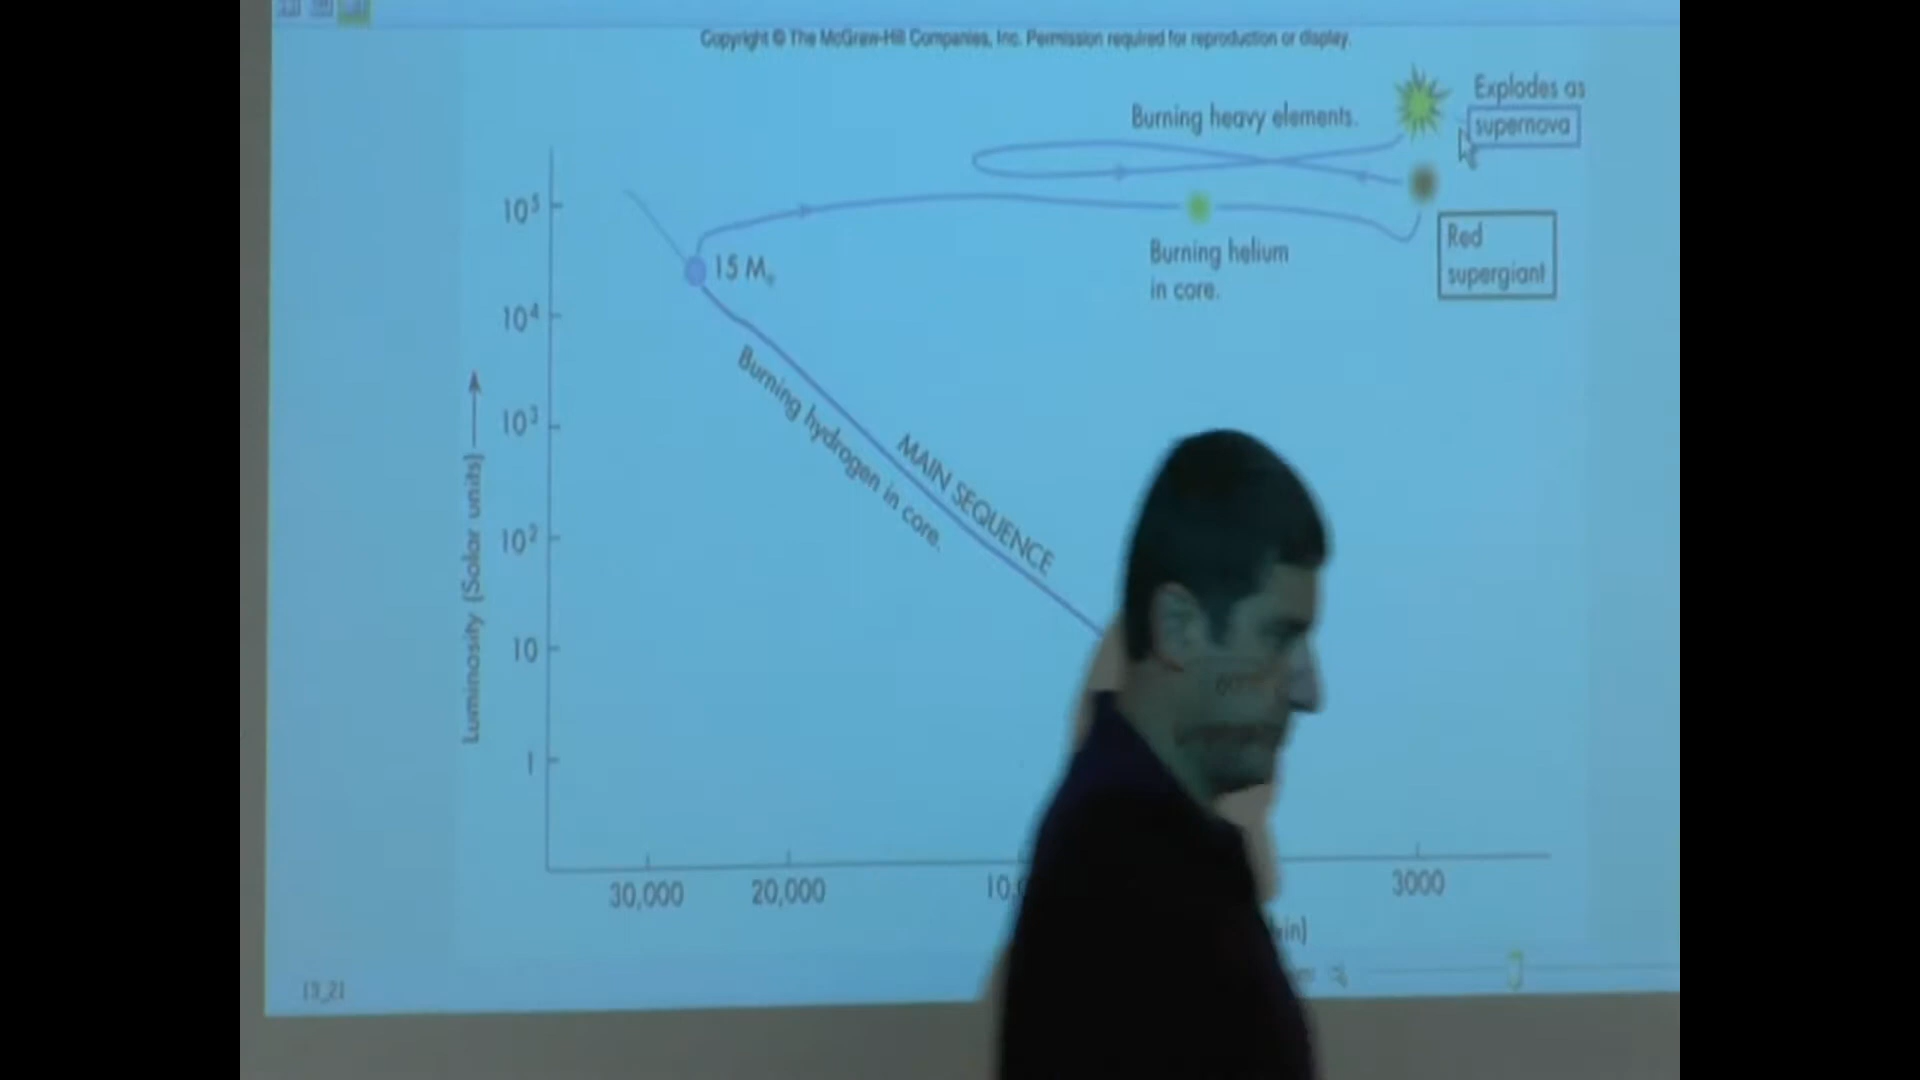 Copyright © The McGraw-Hill Companies, Inc. Permission required for reproduction or display.
Explodes as
supernova
Burning heavy elements.
Red
supergiant
Burning helium
in core.
15 M
10⁵
10⁴
10³
10²
10
1
Luminosity (Solar units)
Burning hydrogen in core.
MAIN SEQUENCE
30,000
20,000
3000
13_21